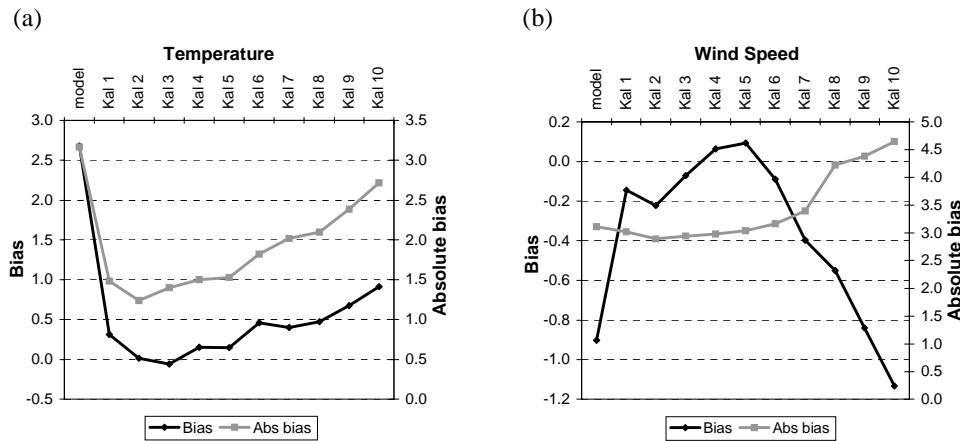 (a)
Temperature
model
Kal 1
Kal 2
Kal 3
Kal 4
Kal 5
Kal 6
Kal 7
Kal 8
Kal 9
Kal 10
3.0
2.5
2.0
1.5
1.0
0.5
0.0
-0.5
Bias
3.5
3.0
2.5
2.0
1.5
1.0
0.5
0.0
Absolute bias
Bias
Abs bias
(b)
Wind Speed
model
Kal 1
Kal 2
Kal 3
Kal 4
Kal 5
Kal 6
Kal 7
Kal 8
Kal 9
Kal 10
0.2
0.0
-0.2
-0.4
-0.6
-0.8
-1.0
-1.2
Bias
5.0
4.5
4.0
3.5
3.0
2.5
2.0
1.5
1.0
0.5
0.0
Absolute bias
Bias
Abs bias